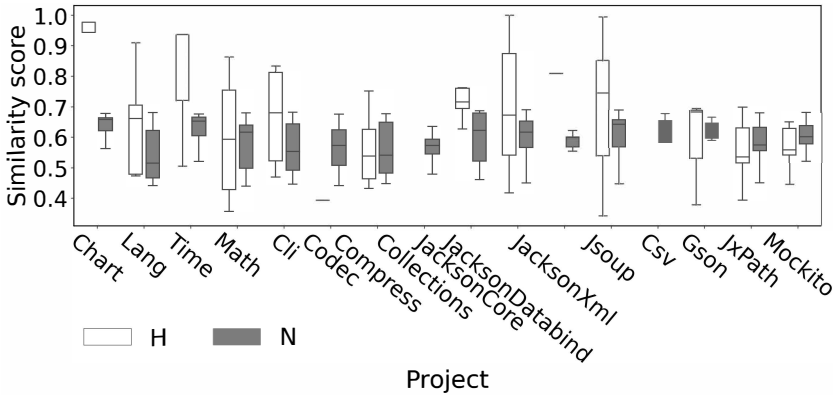 Similarity score
1.0
0.9
0.8
0.7
0.6
0.5
0.4
Chart
Lang
Time
Math
Cli
Codec
Compress
Collections
JacksonCore
JacksonDatabind
JacksonXml
Jsoup
Csv
Gson
JxPath
Mockito
H
N
Project